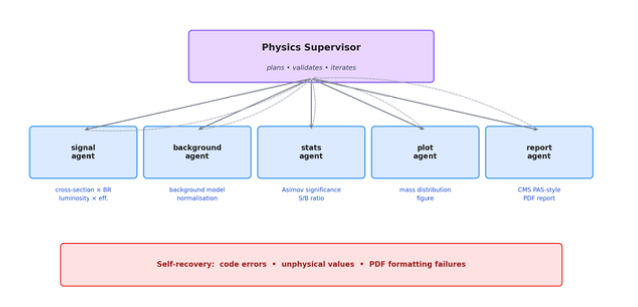 Physics Supervisor
plans • validates • iterates
signal
agent
background
agent
stats
agent
plot
agent
report
agent
cross-section × BR
luminosity × eff.
background model
normalisation
Asimov significance
S/B ratio
mass distribution
figure
CMS PAS-style
PDF report
Self-recovery: code errors • unphysical values • PDF formatting failures